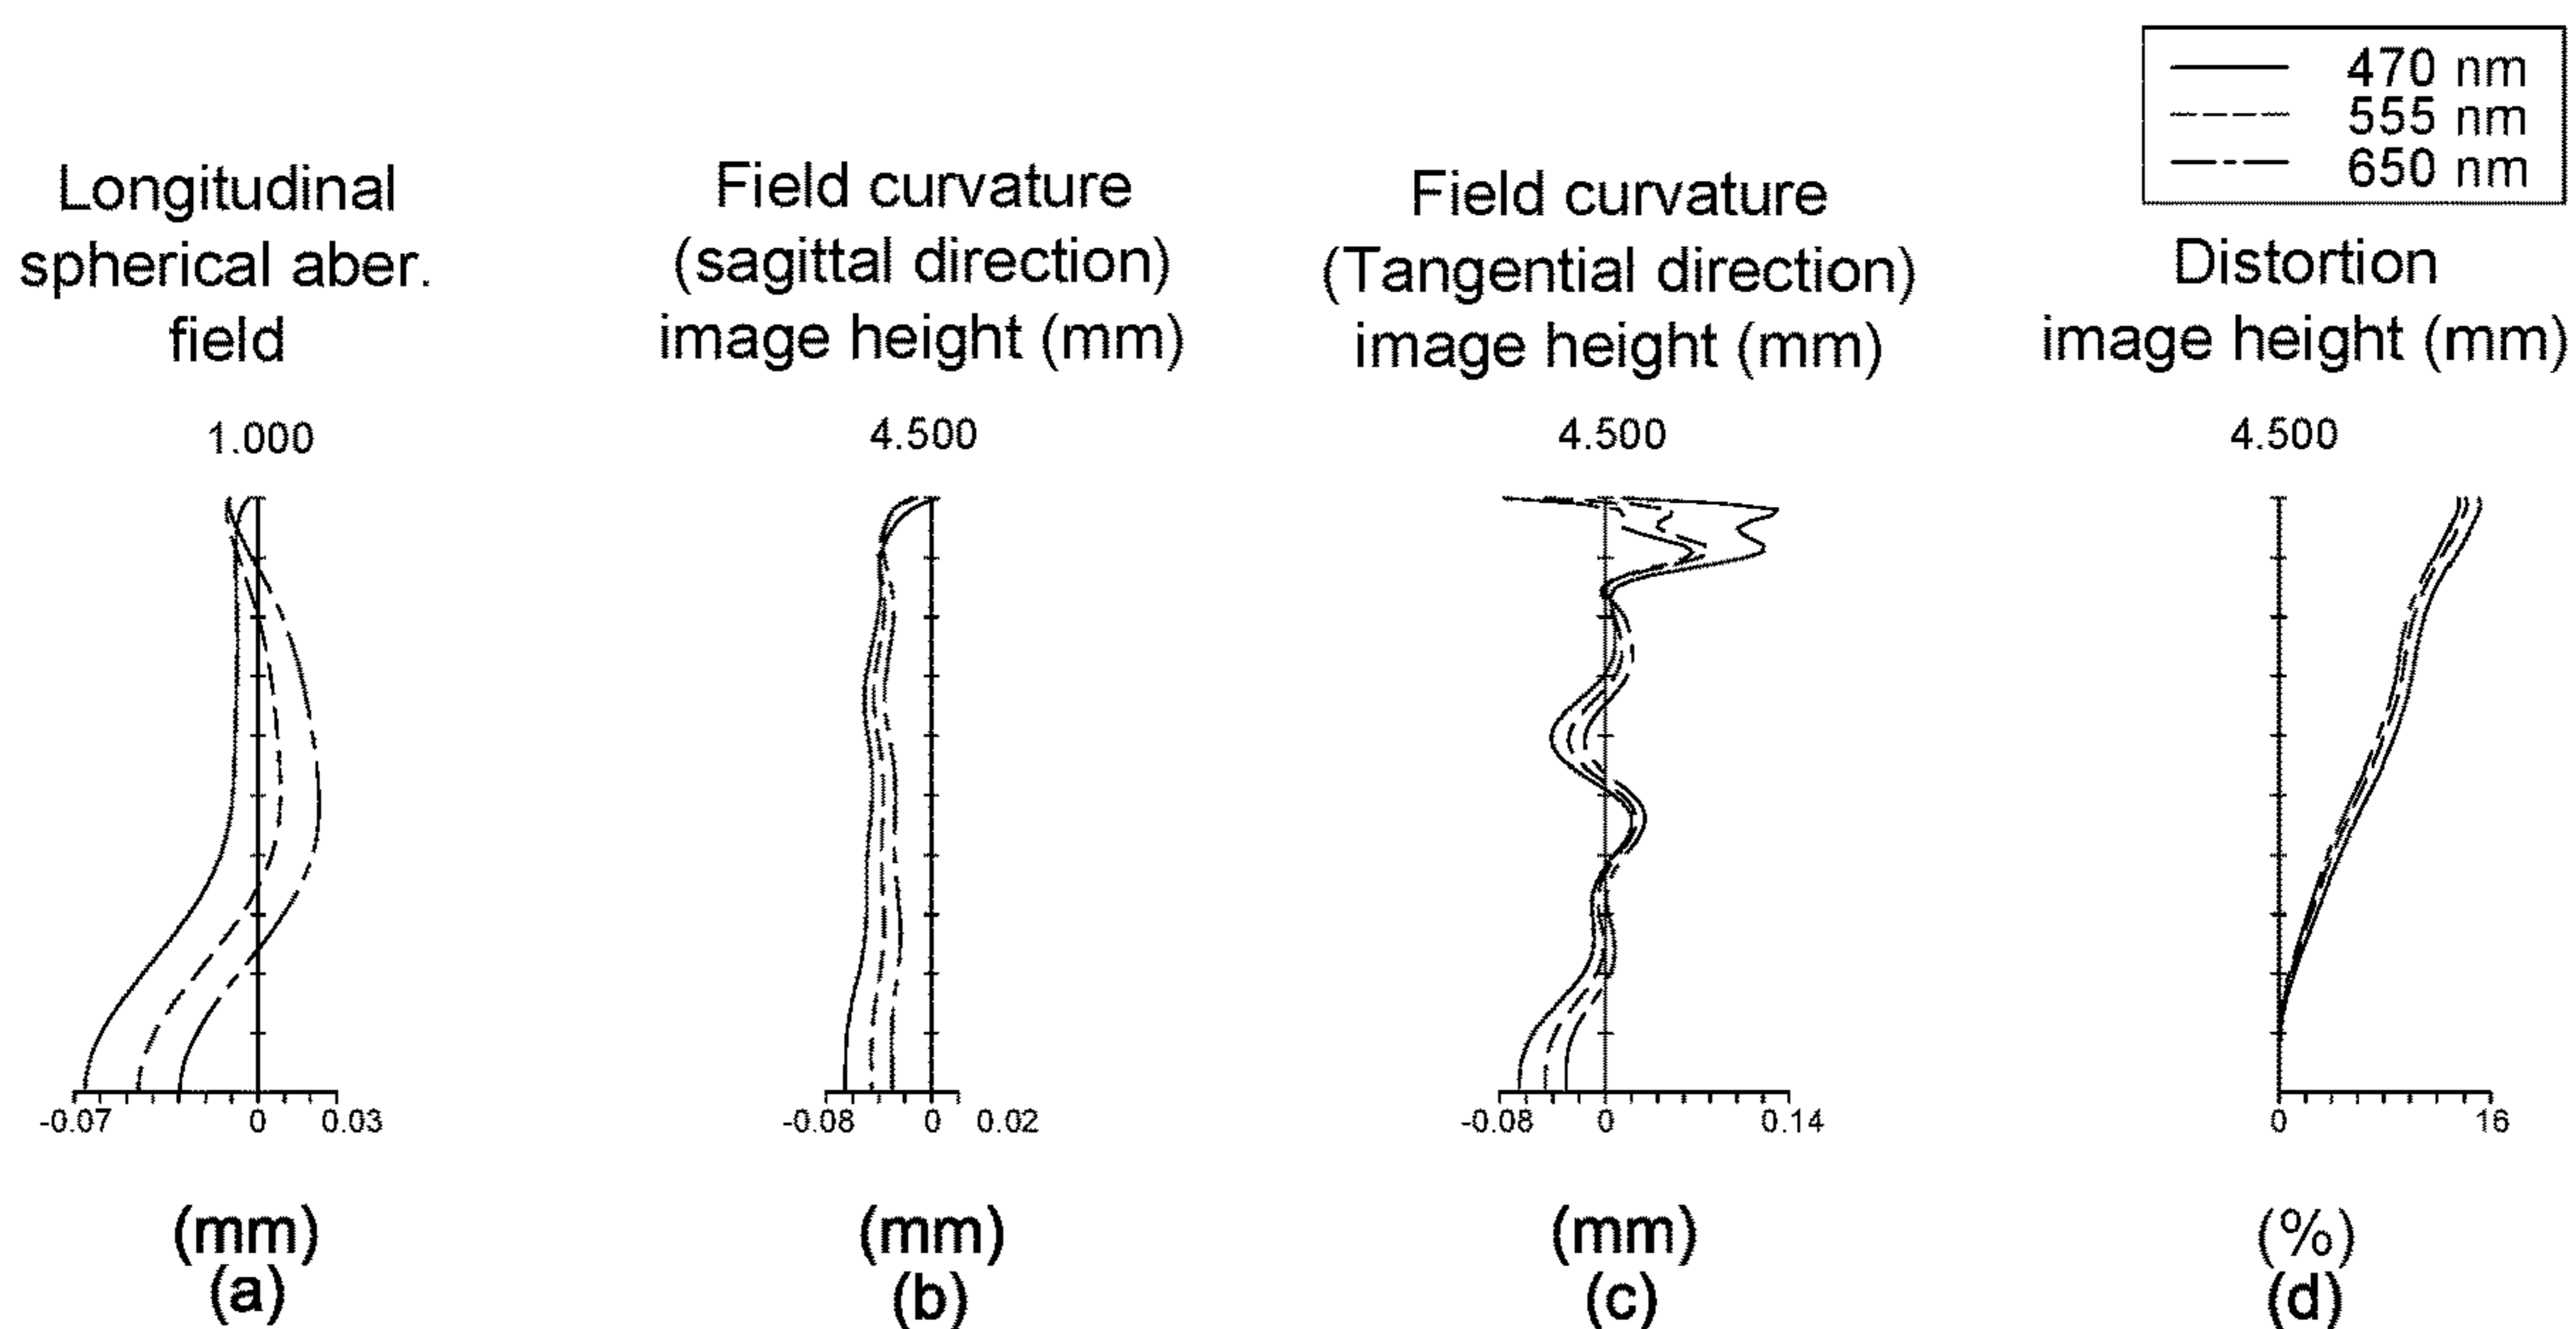 470 nm
555 nm
650 nm
Longitudinal
spherical aber.
field
1.000
-0.07 0 0.03
(mm)
(a)
Field curvature
(sagittal direction)
image height (mm)
4.500
-0.08 0 0.02
(mm)
(b)
Field curvature
(Tangential direction)
image height (mm)
4.500
-0.08 0 0.14
(mm)
(c)
Distortion
image height (mm)
4.500
0 16
(%)
(d)